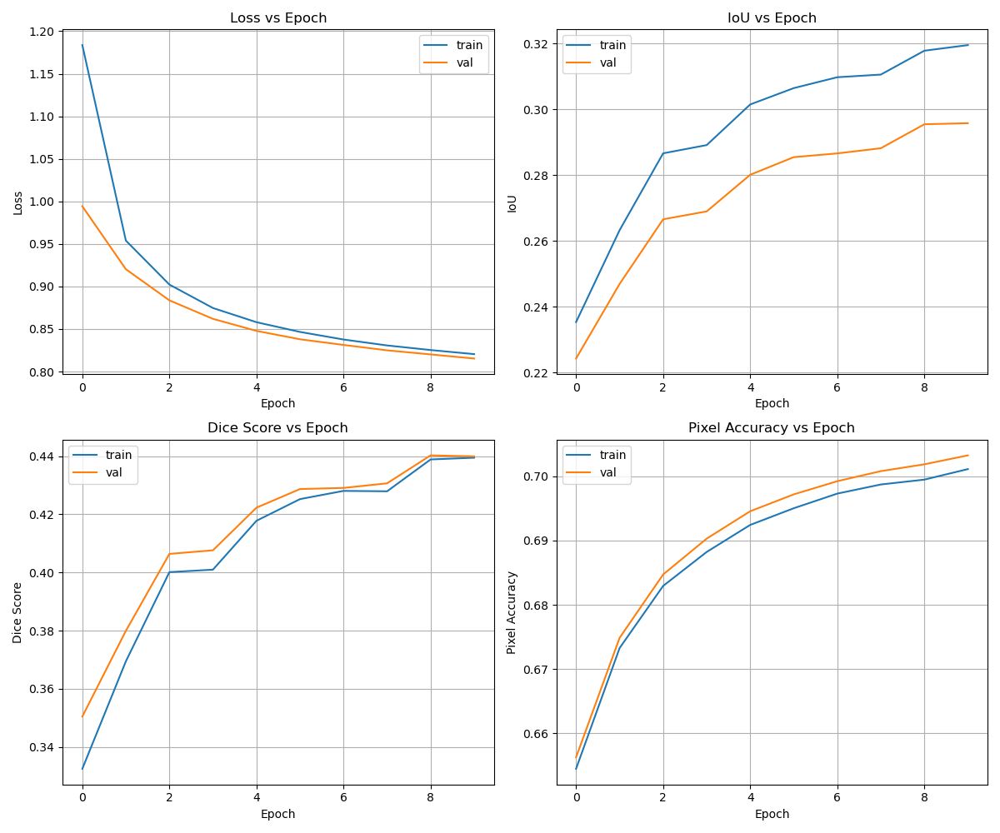 Loss vs Epoch
1.20
1.15
1.10
1.05
1.00
0.95
0.90
0.85
0.80
Loss
0 2 4 6 8
Epoch
train
val
IoU vs Epoch
0.32
0.30
0.28
0.26
0.24
0.22
IoU
0 2 4 6 8
Epoch
train
val
Dice Score vs Epoch
0.44
0.42
0.40
0.38
0.36
0.34
Dice Score
0 2 4 6 8
Epoch
train
val
Pixel Accuracy vs Epoch
0.70
0.69
0.68
0.67
0.66
Pixel Accuracy
0 2 4 6 8
Epoch
train
val